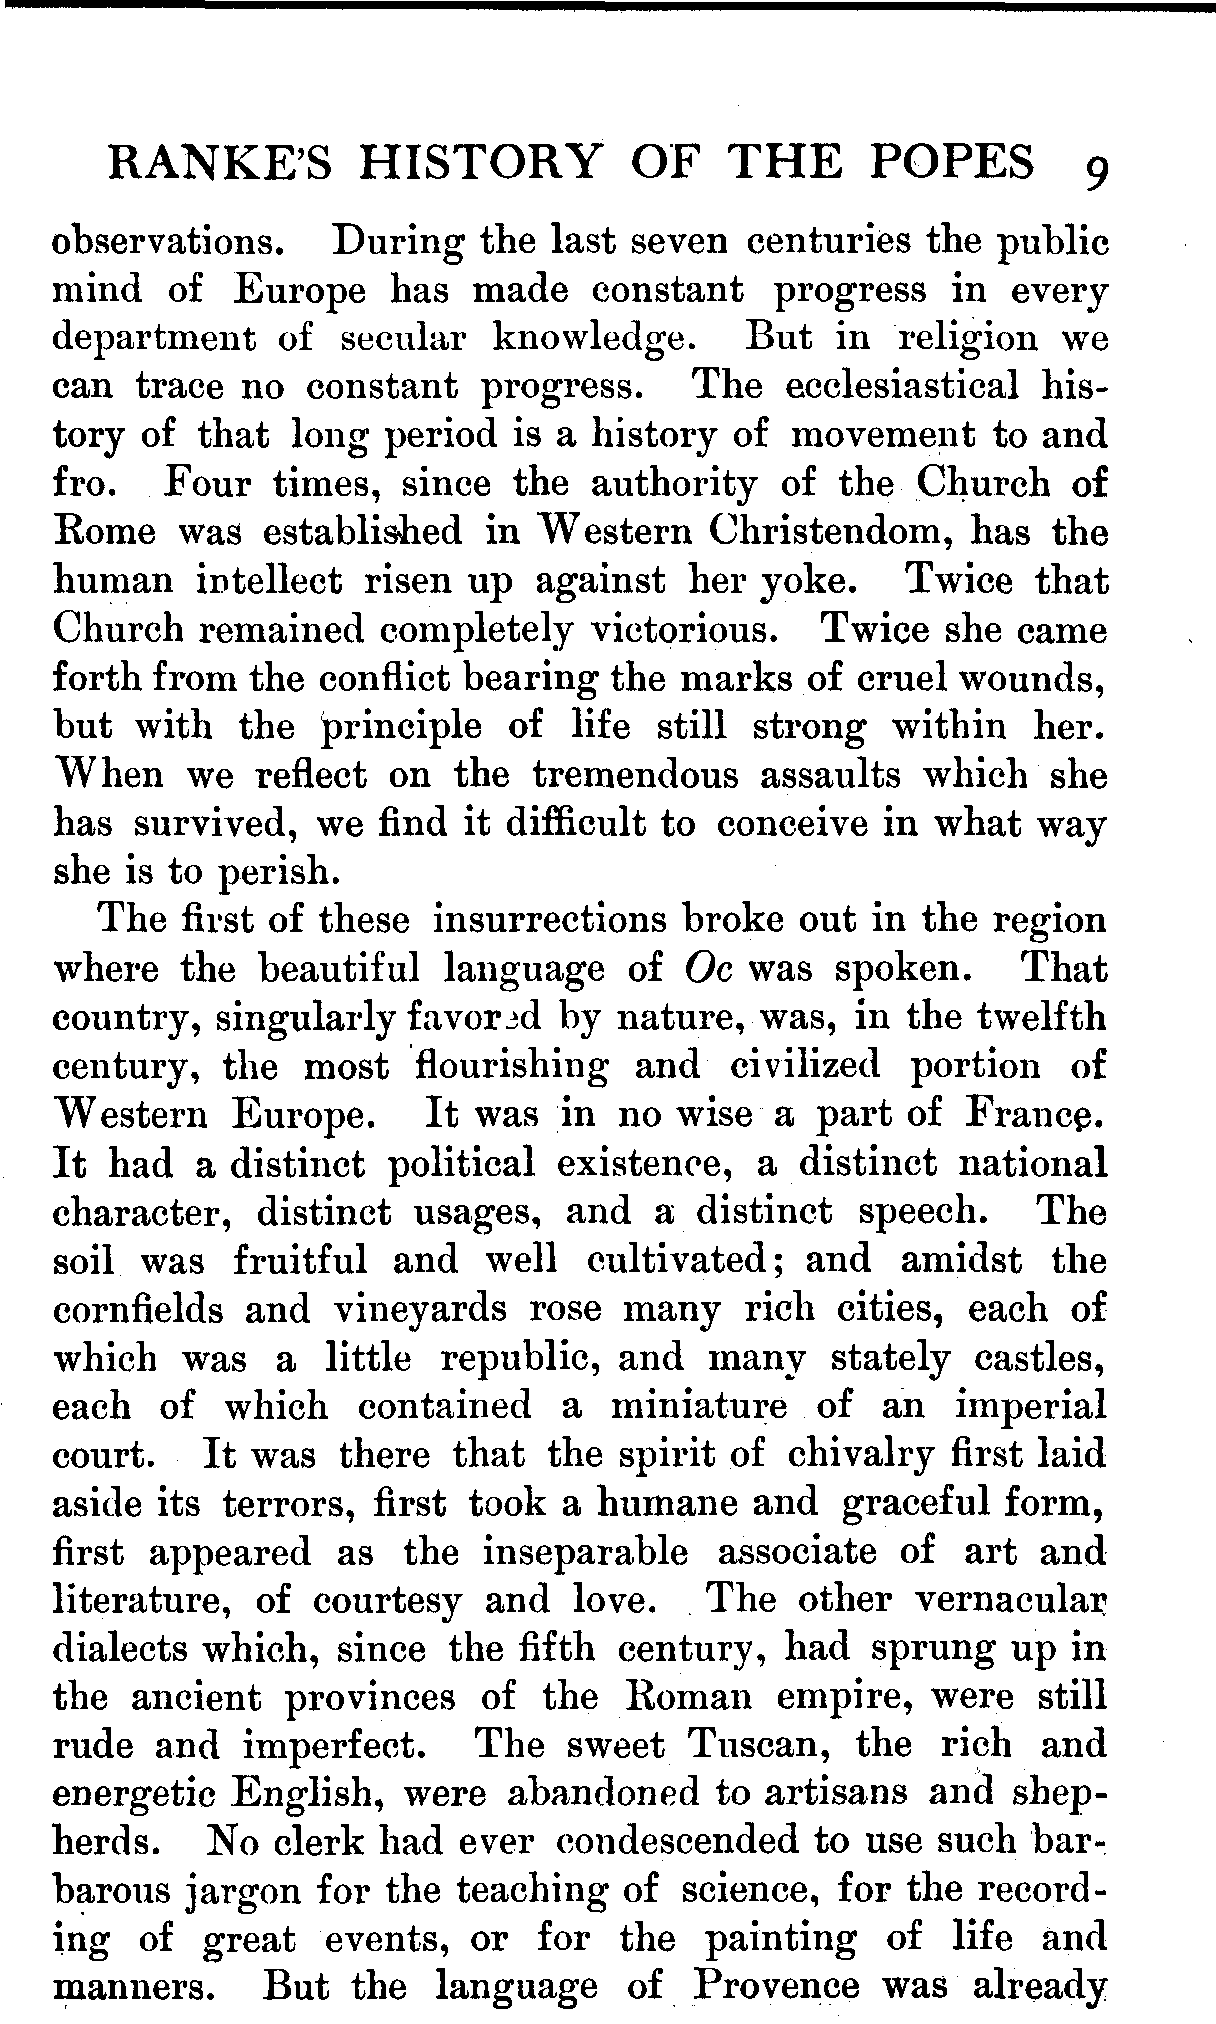 RANKE'S HISTORY OF THE POPES 9
observations. During the last seven centuries the public
mind of Europe has made constant progress in every
department of secular knowledge. But in religion we
can trace no constant progress. The ecclesiastical his-
tory of that long period is a history of movement to and
fro. Four times, since the authority of the Church of
Rome was established in Western Christendom, has the
human intellect risen up against her yoke. Twice that
Church remained completely victorious. Twice she came
forth from the conflict bearing the marks of cruel wounds,
but with the principle of life still strong within her.
When we reflect on the tremendous assaults which she
has survived, we find it difficult to conceive in what way
she is to perish.
The first of these insurrections broke out in the region
where the beautiful language of Oc was spoken. That
country, singularly favored by nature, was, in the twelfth
century, the most flourishing and civilized portion of
Western Europe. It was in no wise a part of France.
It had a distinct political existence, a distinct national
character, distinct usages, and a distinct speech. The
soil was fruitful and well cultivated; and amidst the
cornfields and vineyards rose many rich cities, each of
which was a little republic, and many stately castles,
each of which contained a miniature of an imperial
court. It was there that the spirit of chivalry first laid
aside its terrors, first took a humane and graceful form,
first appeared as the inseparable associate of art and
literature, of courtesy and love. The other vernacular
dialects which, since the fifth century, had sprung up in
the ancient provinces of the Roman empire, were still
rude and imperfect. The sweet Tuscan, the rich and
energetic English, were abandoned to artisans and shep-
herds. No clerk had ever condescended to use such bar-
barous jargon for the teaching of science, for the record-
ing of great events, or for the painting of life and
manners. But the language of Provence was already